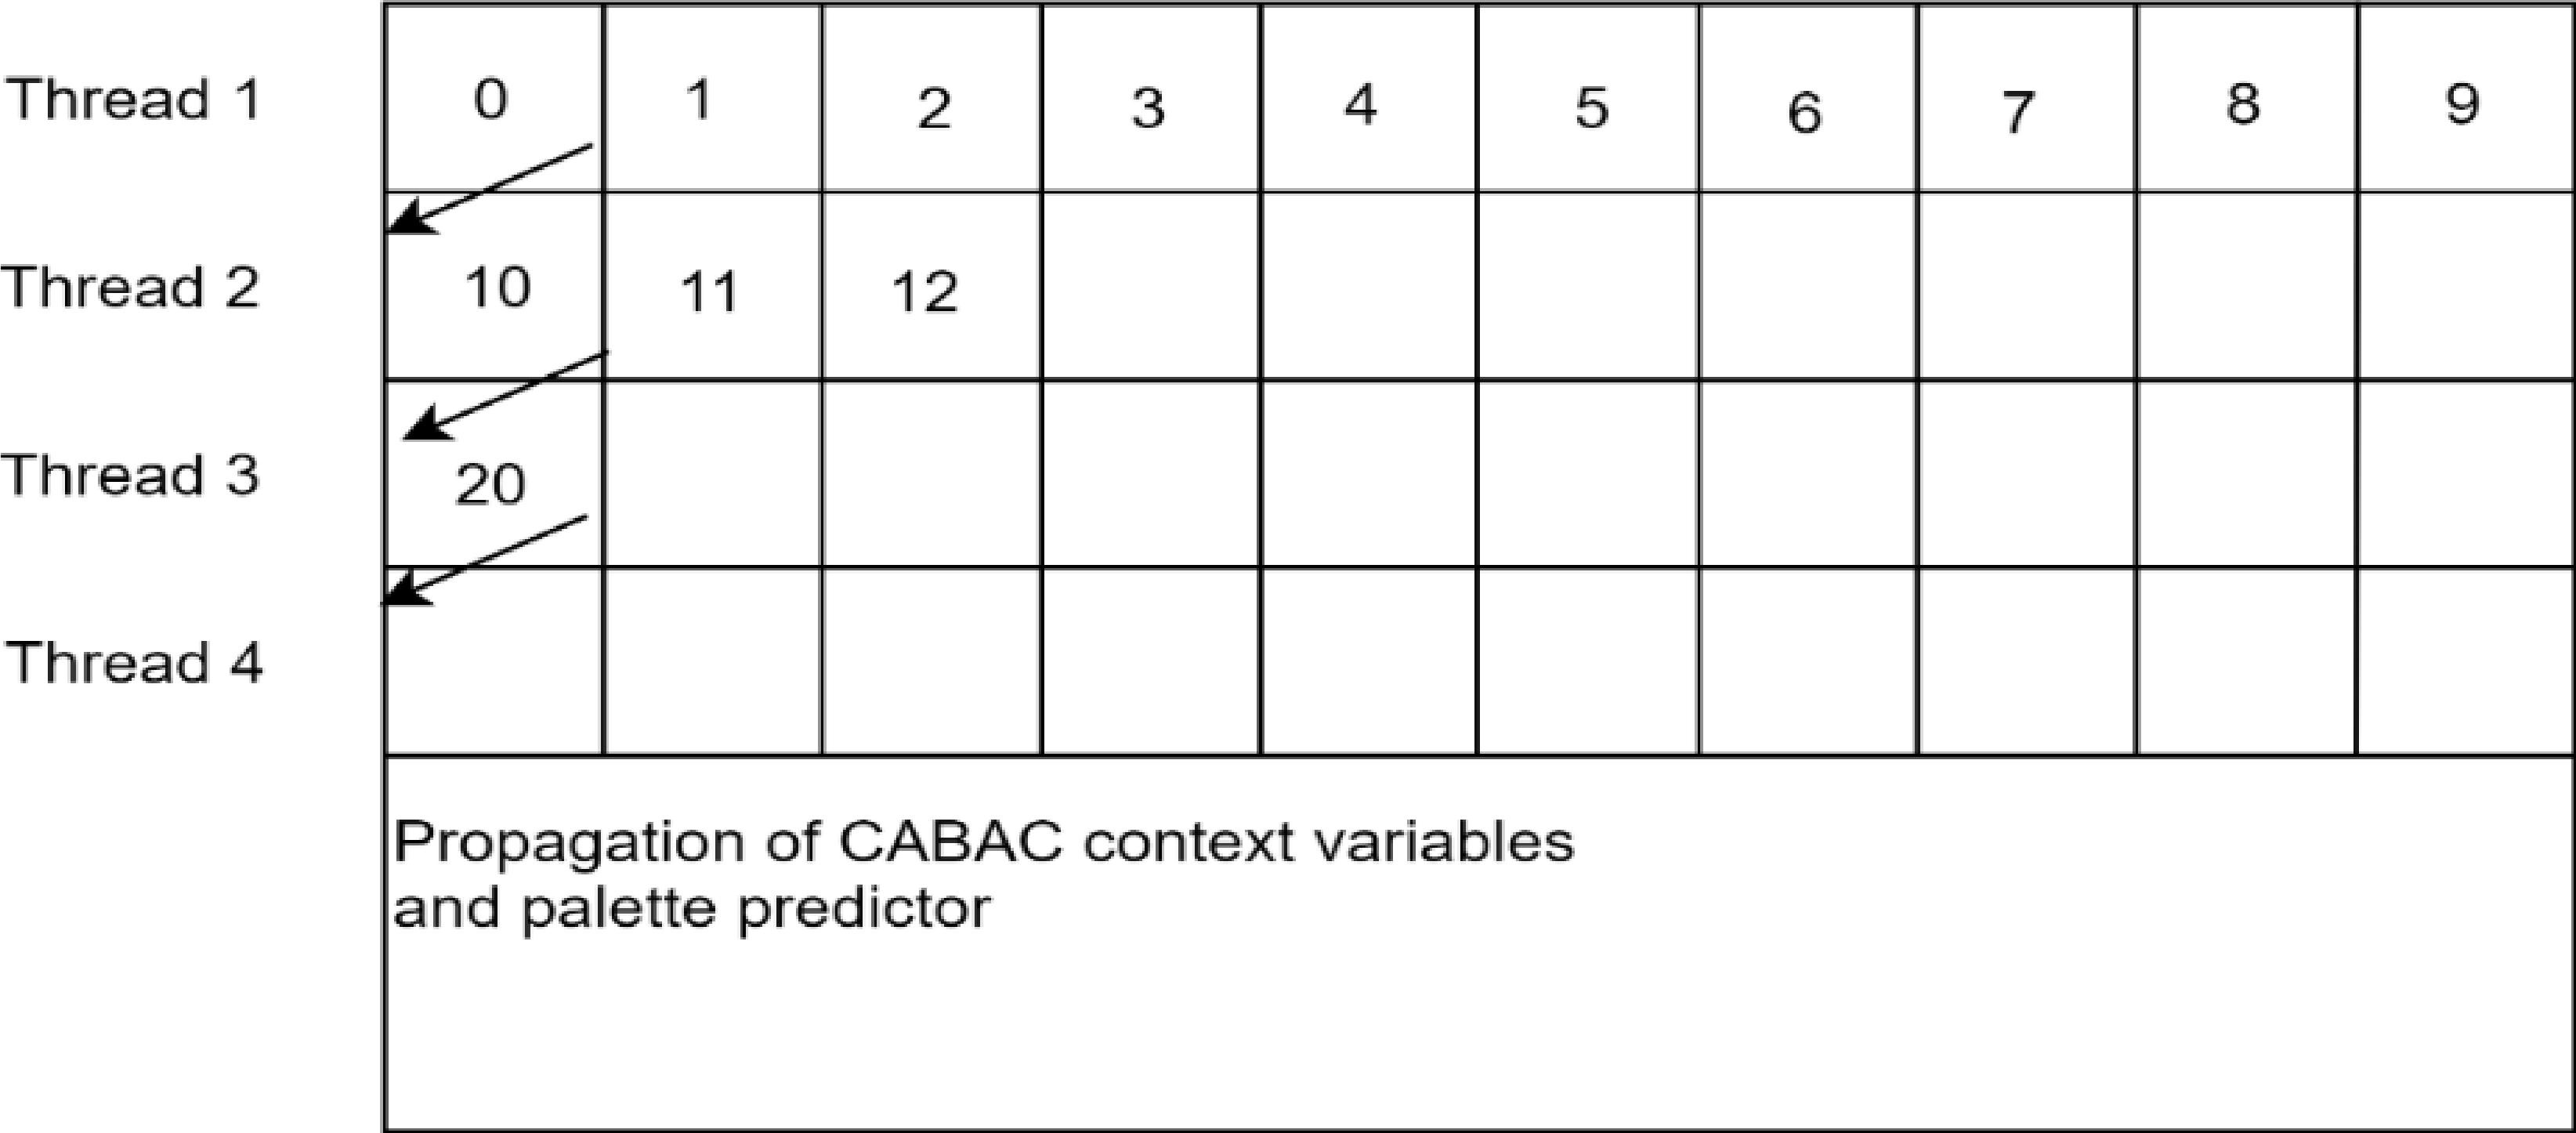 Thread 1 0 1 2 3 4 5 6 7 8 9
Thread 2 10 11 12
Thread 3 20
Thread 4
Propagation of CABAC context variables
and palette predictor